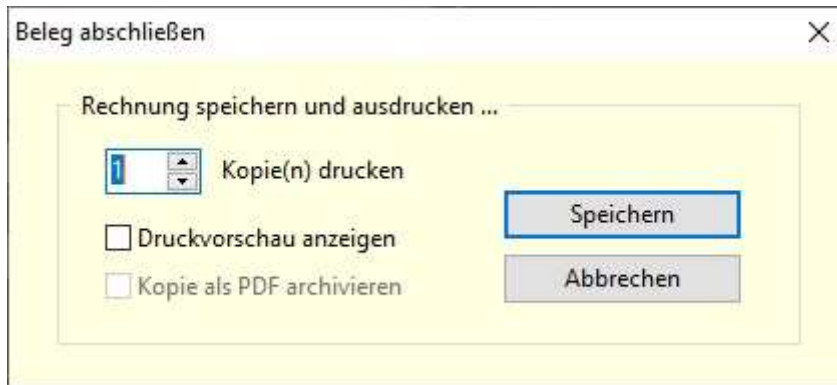 Beleg abschließen
Rechnung speichern und ausdrucken ...
1 Kopie(n) drucken
Speichern
Druckvorschau anzeigen
Abbrechen
Kopie als PDF archivieren